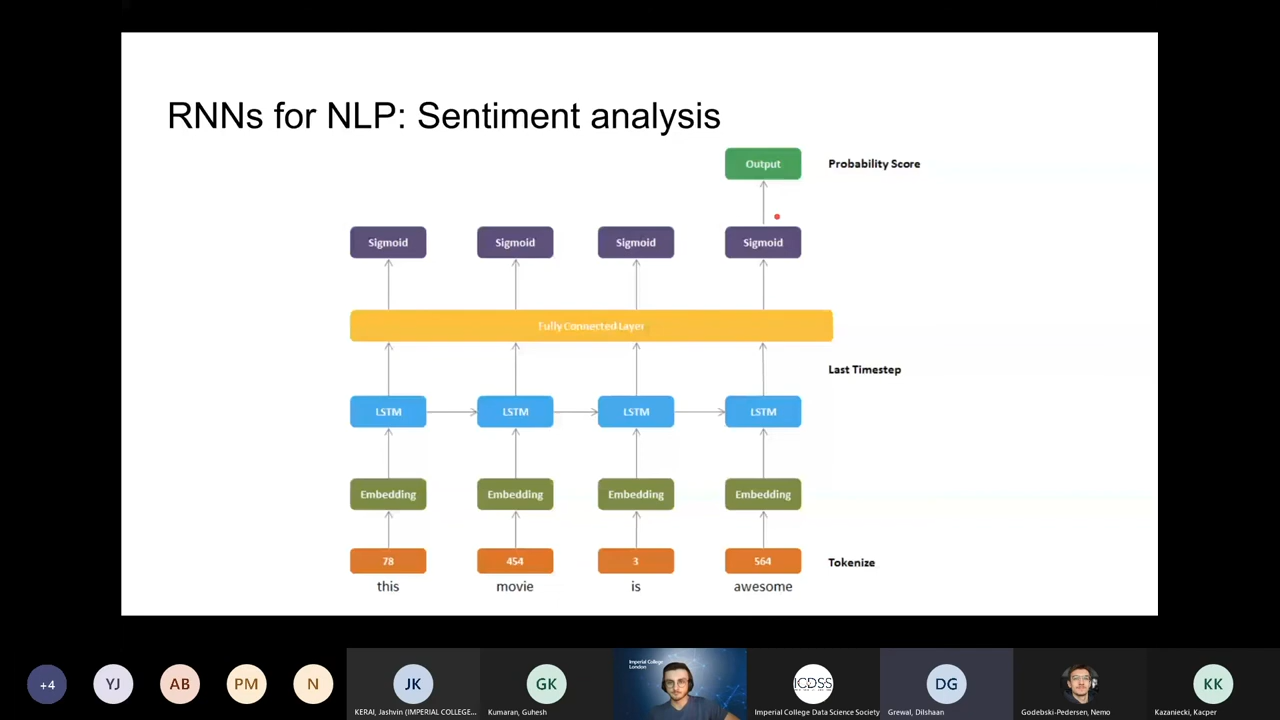 RNNs for NLP: Sentiment analysis
Output
Probability Score
Sigmoid
Sigmoid
Sigmoid
Sigmoid
Fully Connected Layer
Last Timestep
LSTM
LSTM
LSTM
LSTM
Embedding
Embedding
Embedding
Embedding
78
454
3
564
Tokenize
this
movie
is
awesome
+4
YJ
AB
PM
N
JK
KERAI, Jashvin (IMPERIAL COLLEGE...
GK
Kumaran, Guhesh
Imperial College
London
ICDSS
Imperial College Data Science Society
DG
Grewal, Dilshaan
Godebski-Pedersen, Nemo
KK
Kazaniecki, Kacper